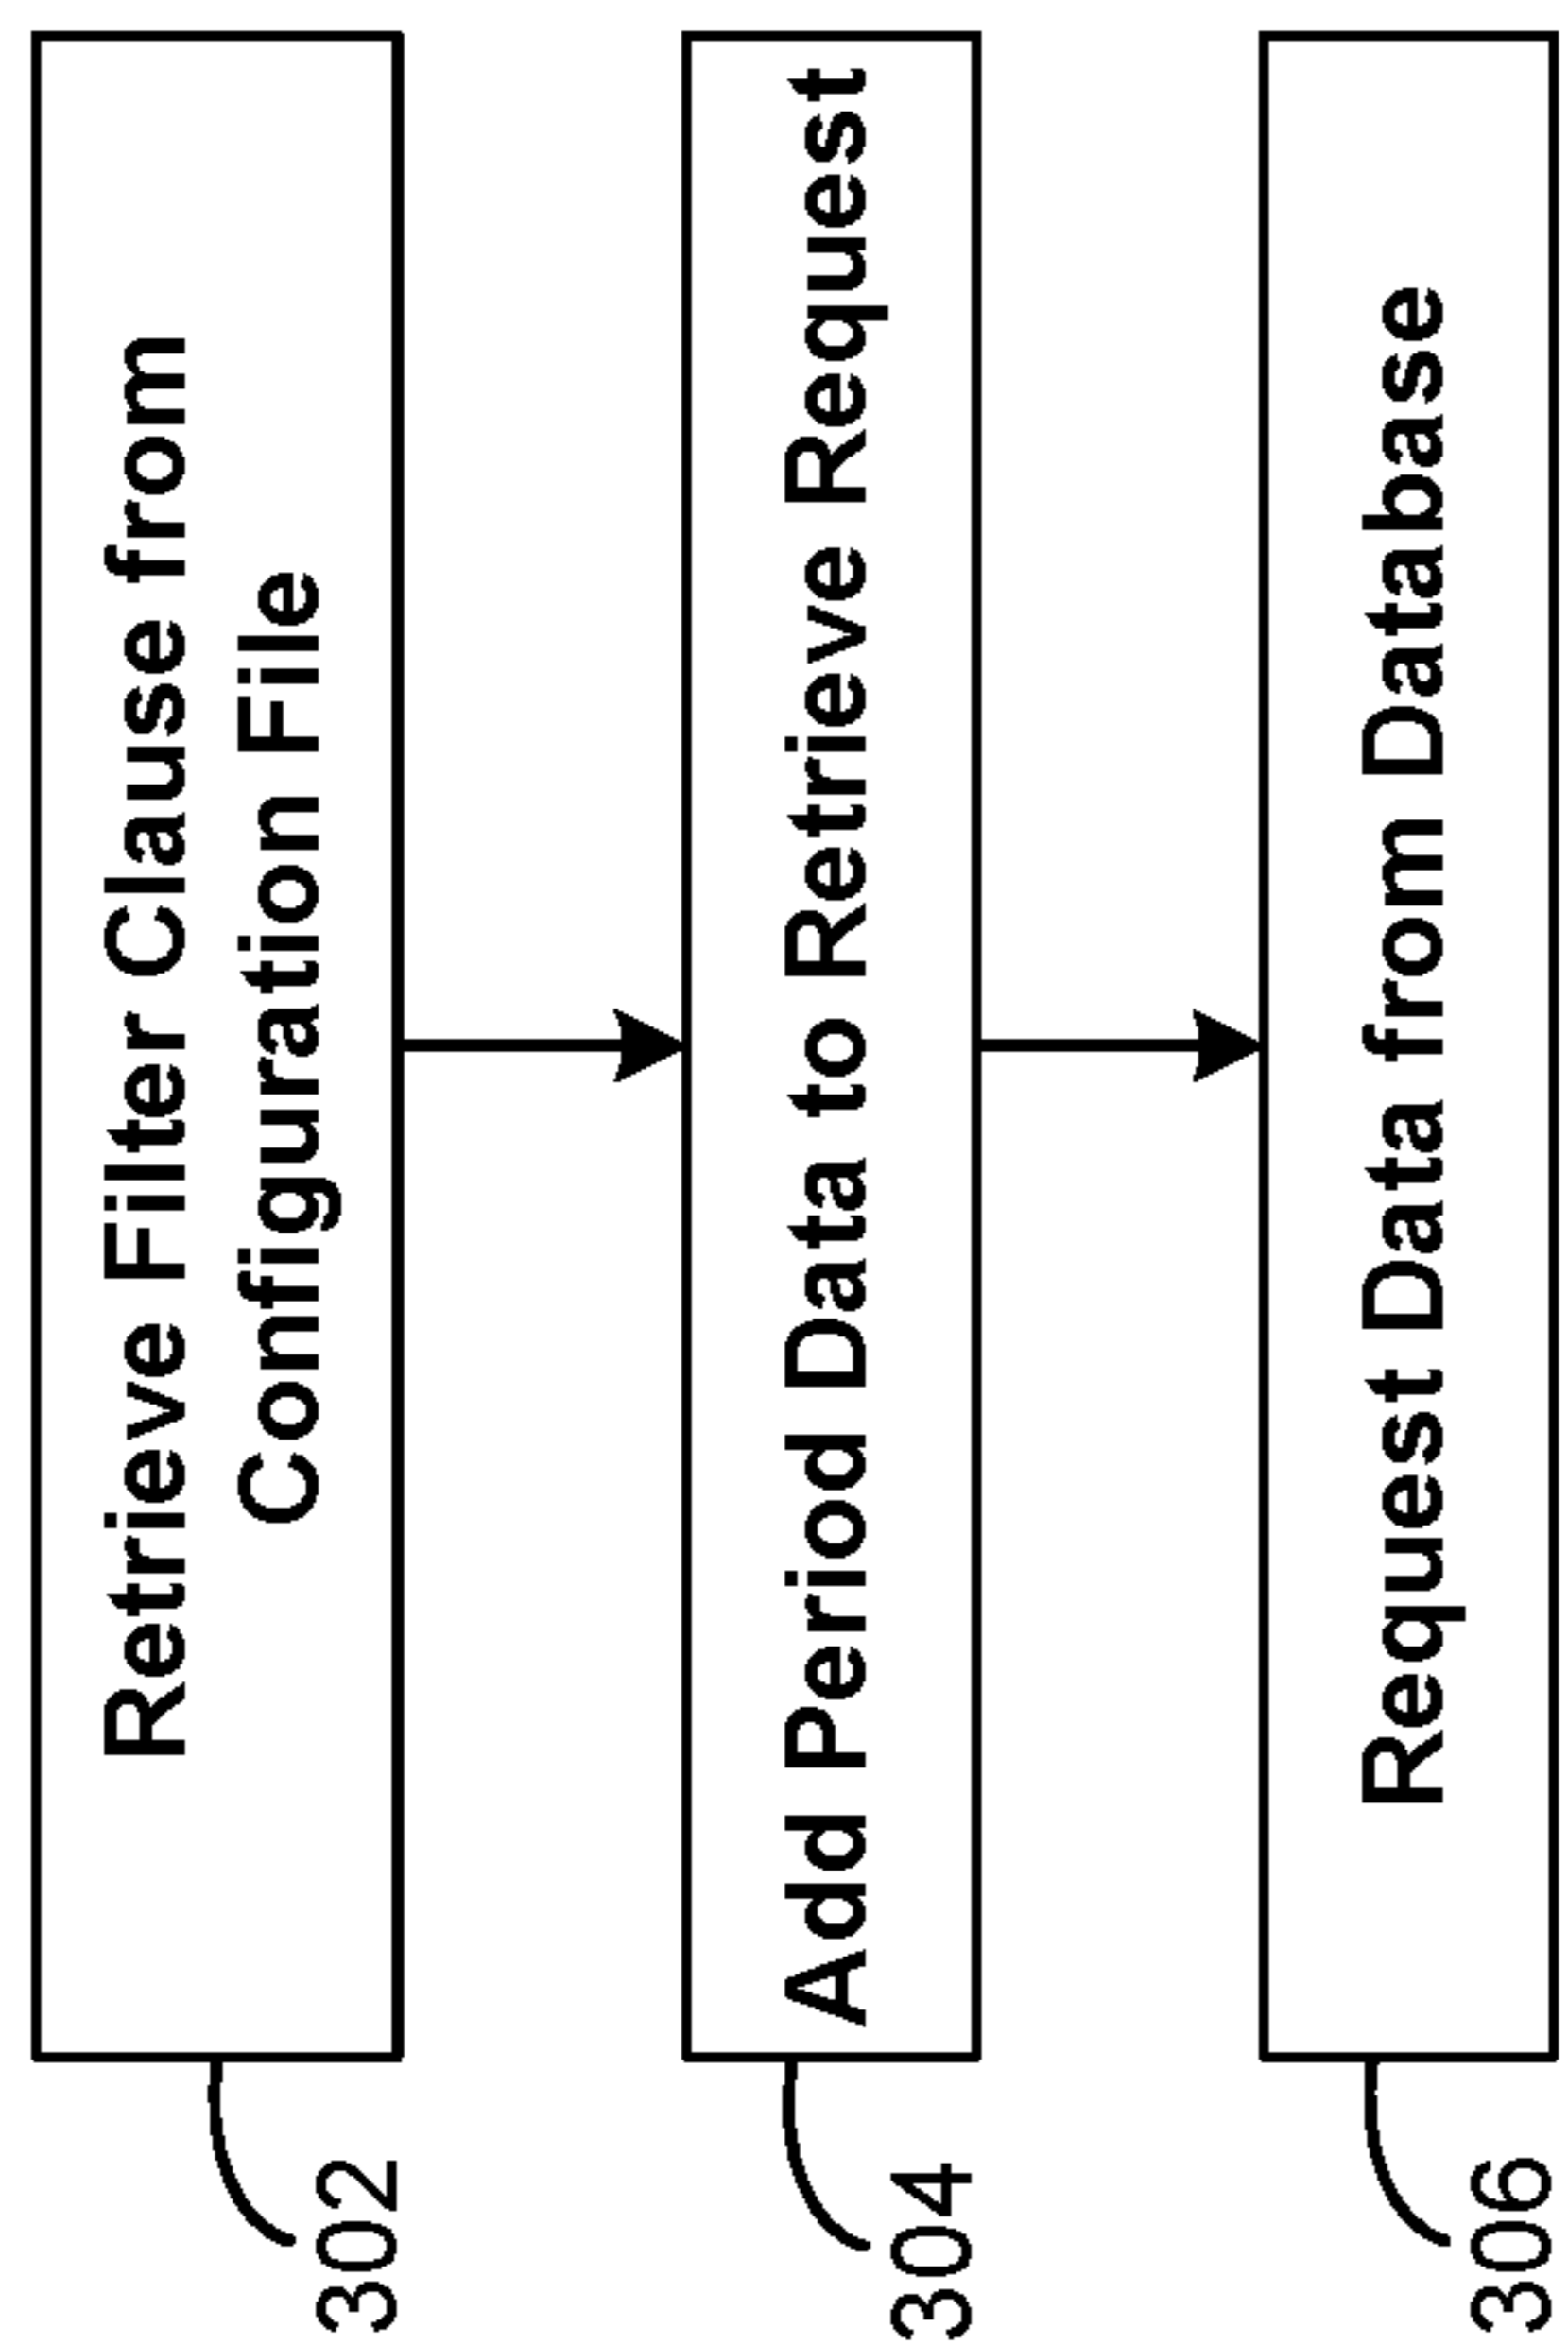 Retrieve Filter Clause from
Configuration File
302
Add Period Data to Retrieve Request
304
Request Data from Database
306